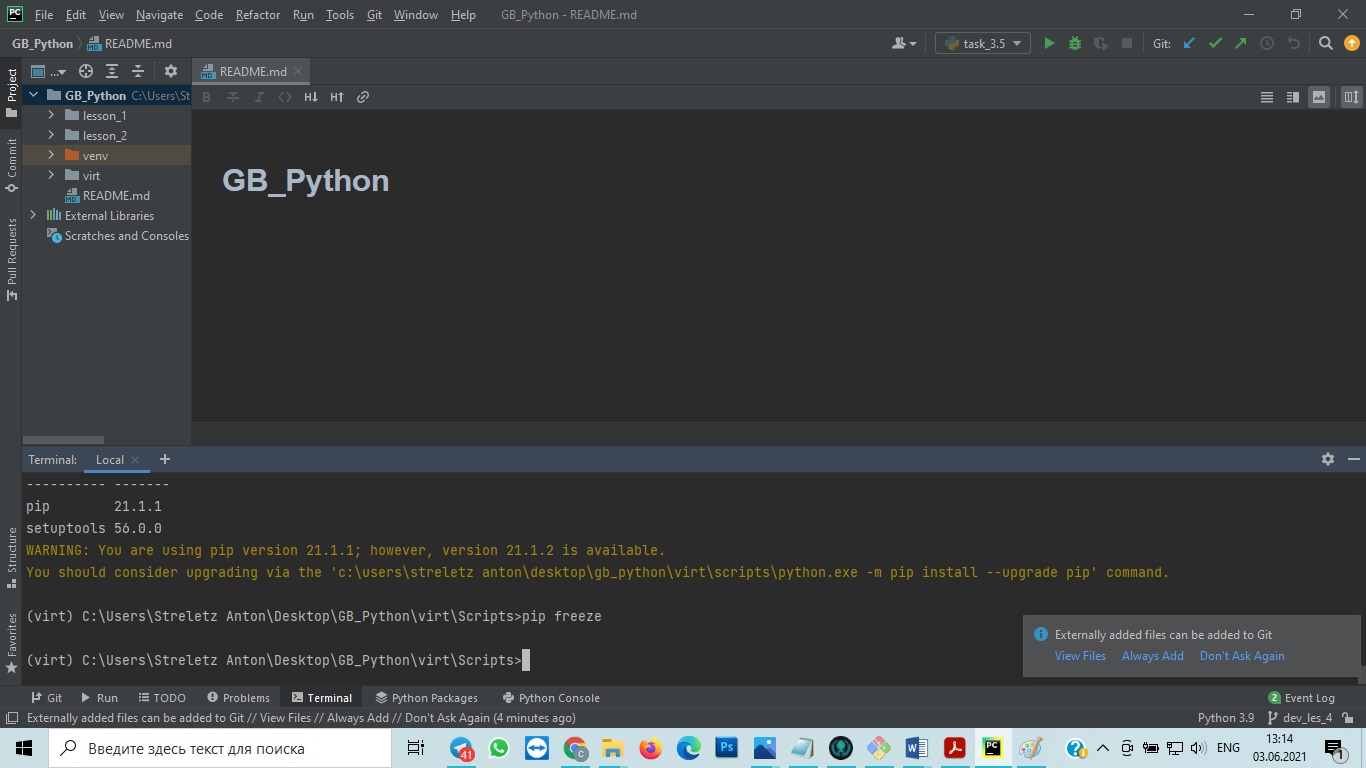 PC File Edit View Navigate Code Refactor Run Tools Git Window Help GB_Python - README.md
GB_Python README.md task_3.5 Git:
Project
Commit
Pull Requests
Structure
Favorites
...
GB_Python C:\Users\St
lesson_1
lesson_2
venv
virt
README.md
External Libraries
Scratches and Consoles
README.md
B I <> H↓ H↑
GB_Python
Terminal: Local +
---------- -------
pip 21.1.1
setuptools 56.0.0
WARNING: You are using pip version 21.1.1; however, version 21.1.2 is available.
You should consider upgrading via the 'c:\users\streletz anton\desktop\gb_python\virt\scripts\python.exe -m pip install --upgrade pip' command.
(virt) C:\Users\Streletz Anton\Desktop\GB_Python\virt\Scripts>pip freeze
(virt) C:\Users\Streletz Anton\Desktop\GB_Python\virt\Scripts>
Externally added files can be added to Git
View Files Always Add Don't Ask Again
Git Run TODO Problems Terminal Python Packages Python Console 2 Event Log
Externally added files can be added to Git // View Files // Always Add // Don't Ask Again (4 minutes ago) Python 3.9 dev_les_4
Введите здесь текст для поиска 41 Ps W PC ENG 13:14
03.06.2021 1